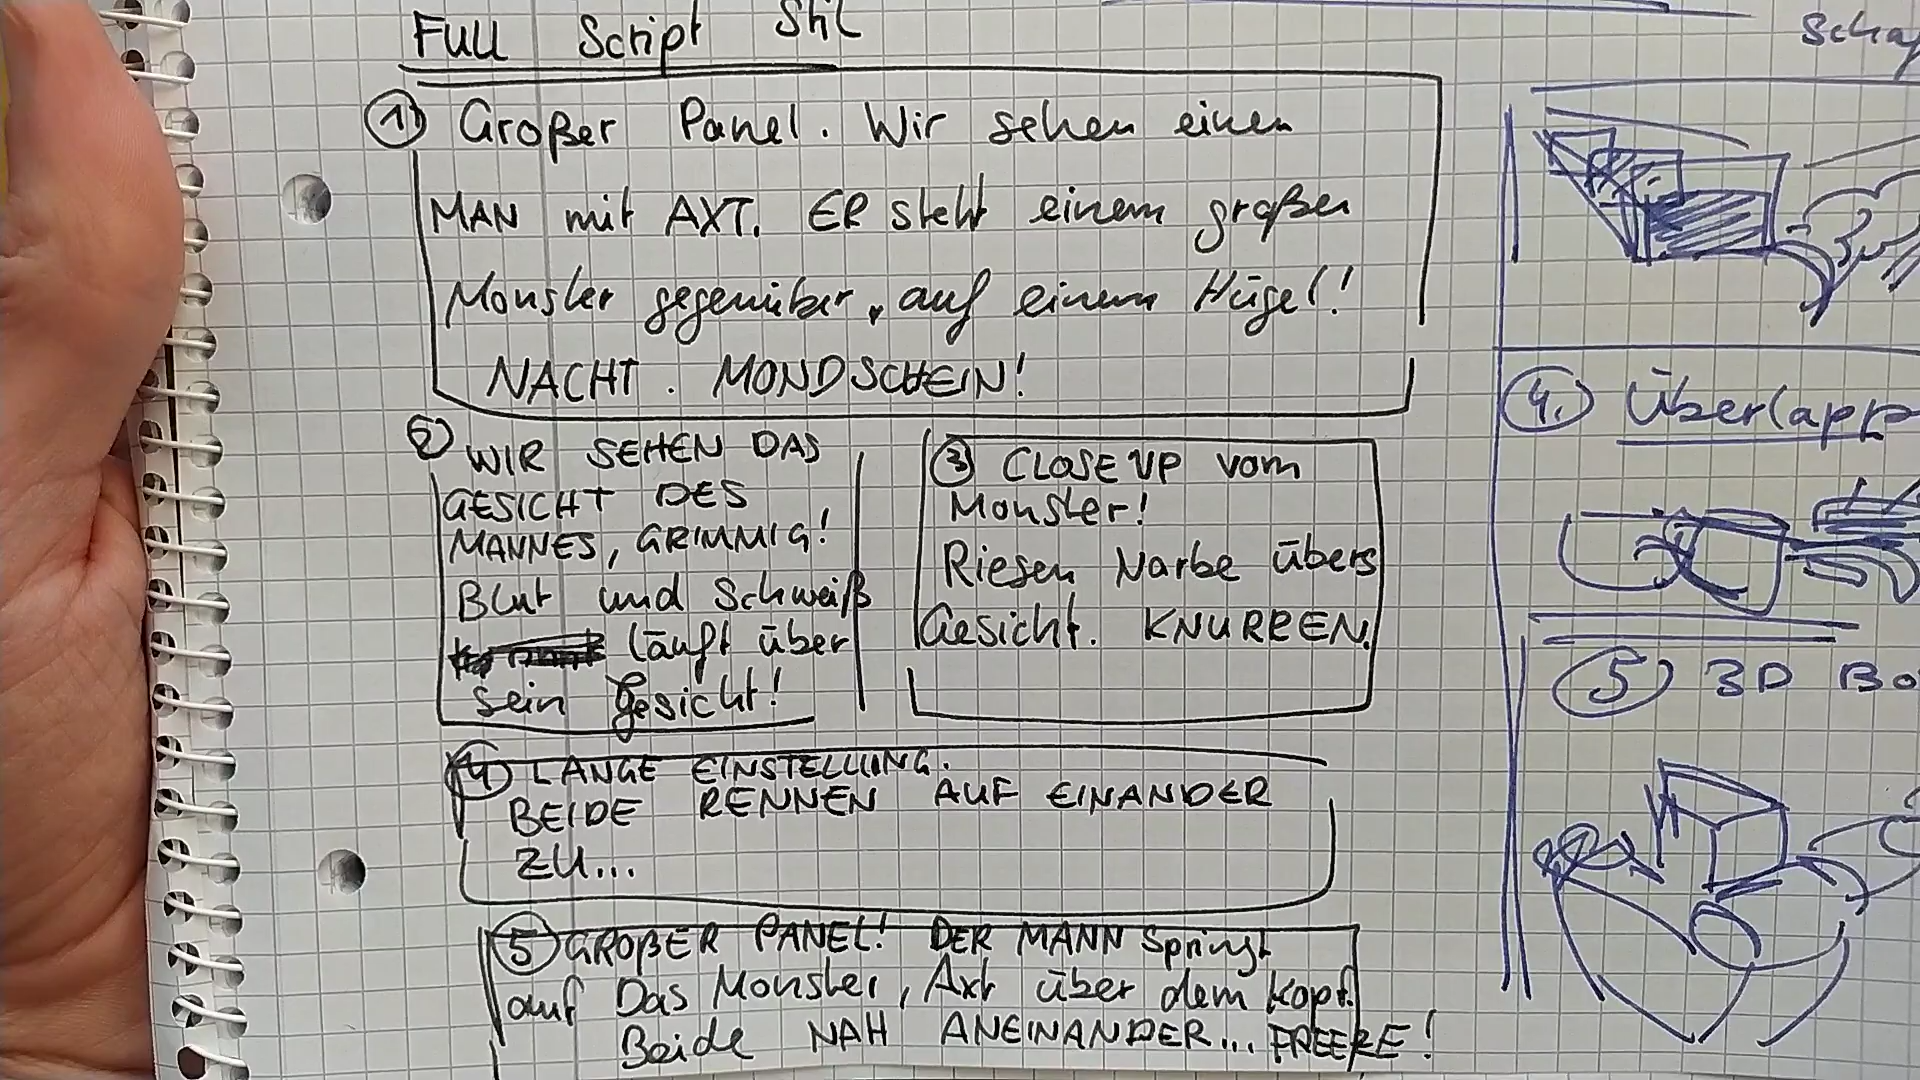 Full Script Stil
1) Großer Panel. Wir sehen einen
MAN mit AXT. ER steht einem großen
Monster gegenüber, auf einem Hügel!
NACHT. MONDSCHEIN!
2) WIR SEHEN DAS
GESICHT DES
MANNES, GRIMMIG!
Blut und Schweiß
läuft über
sein Gesicht!
3) CLOSE UP vom
Monster!
Riesen Narbe übers
Gesicht. KNURREN.
4) LANGE EINSTELLUNG.
BEIDE RENNEN AUF EINANDER
ZU...
5) GROßER PANEL! DER MANN springt
auf Das Monster, Axt über dem Kopf.
Beide NAH ANEINANDER...
4. Überlapp
5) 3D Bo